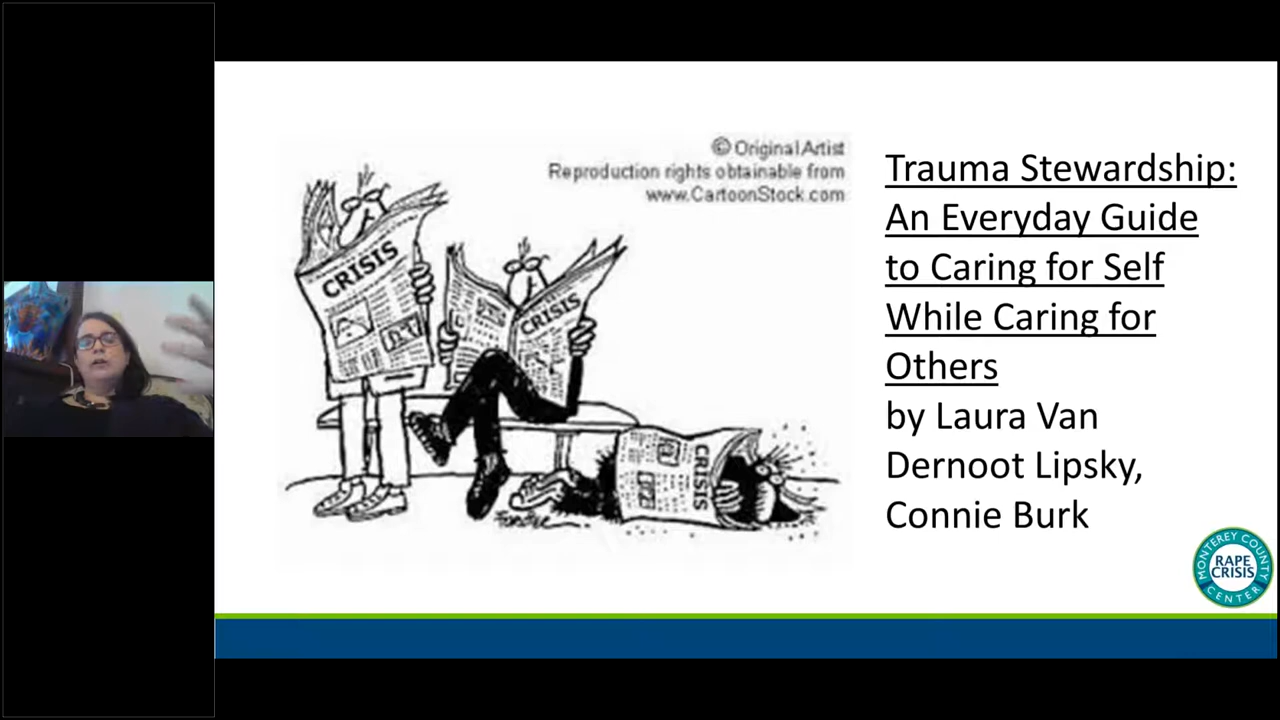 © Original Artist
Reproduction rights obtainable from
www.CartoonStock.com
CRISIS
CRISIS
CRISIS
Trauma Stewardship:
An Everyday Guide
to Caring for Self
While Caring for
Others
by Laura Van
Dernoot Lipsky,
Connie Burk
MONTEREY COUNTY
RAPE
CRISIS
CENTER